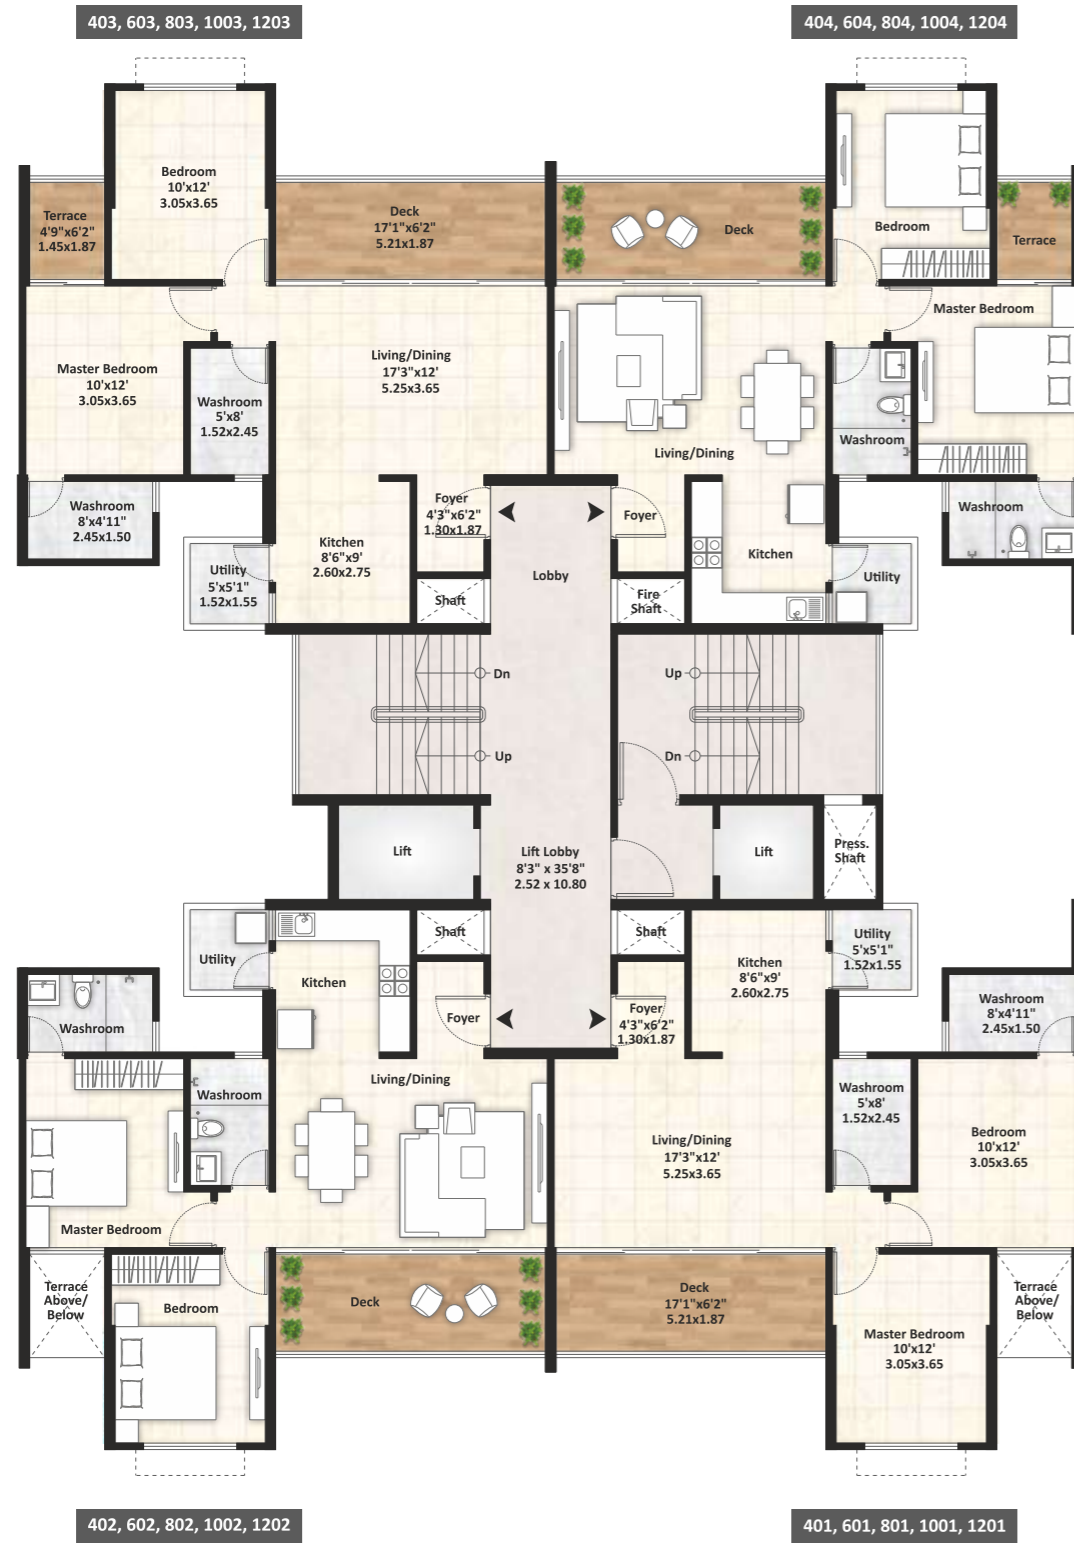 403, 603, 803, 1003, 1203
404, 604, 804, 1004, 1204
Bedroom
10'x12'
3.05x3.65
Terrace
4'9"x6'2"
1.45x1.87
Deck
17'1"x6'2"
5.21x1.87
Deck
Bedroom
Terrace
Master Bedroom
Master Bedroom
10'x12'
3.05x3.65
Living/Dining
17'3"x12'
5.25x3.65
Washroom
5'x8'
1.52x2.45
Living/Dining
Washroom
Washroom
8'x4'11"
2.45x1.50
Foyer
4'3"x6'2"
1.30x1.87
Foyer
Washroom
Kitchen
8'6"x9'
2.60x2.75
Kitchen
Utility
5'x5'1"
1.52x1.55
Lobby
Utility
Shaft
Fire
Shaft
Dn
Up
Up
Dn
Lift
Lift Lobby
8'3" x 35'8"
2.52 x 10.80
Lift
Press.
Shaft
Utility
Shaft
Shaft
Utility
5'x5'1"
1.52x1.55
Kitchen
Kitchen
8'6"x9'
2.60x2.75
Washroom
Foyer
Foyer
4'3"x6'2"
1.30x1.87
Washroom
8'x4'11"
2.45x1.50
Living/Dining
Washroom
Washroom
5'x8'
1.52x2.45
Living/Dining
17'3"x12'
5.25x3.65
Bedroom
10'x12'
3.05x3.65
Master Bedroom
Terrace
Above/
Below
Bedroom
Deck
Deck
17'1"x6'2"
5.21x1.87
Terrace
Above/
Below
Master Bedroom
10'x12'
3.05x3.65
402, 602, 802, 1002, 1202
401, 601, 801, 1001, 1201